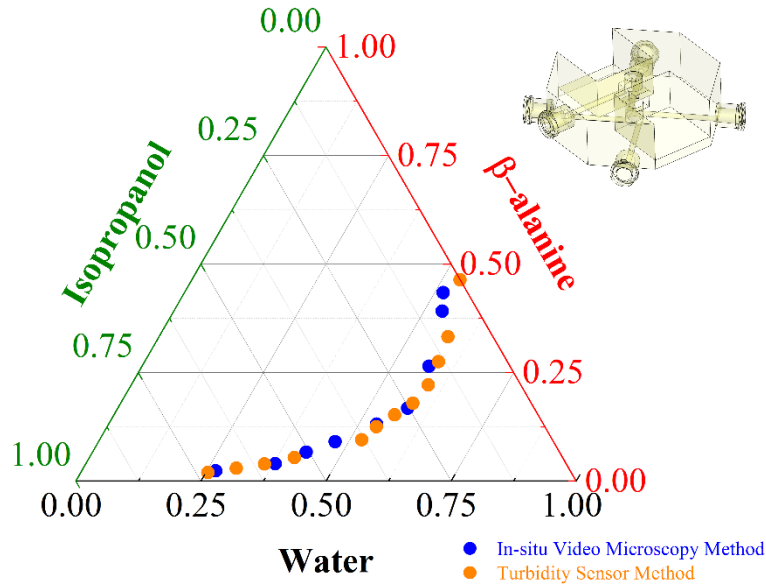 0.00
1.00
0.25
0.75
Isopropanol
β–alanine
0.50
0.50
0.75
0.25
1.00
0.00
0.00 0.25 0.50 0.75 1.00
Water
In-situ Video Microscopy Method
Turbidity Sensor Method